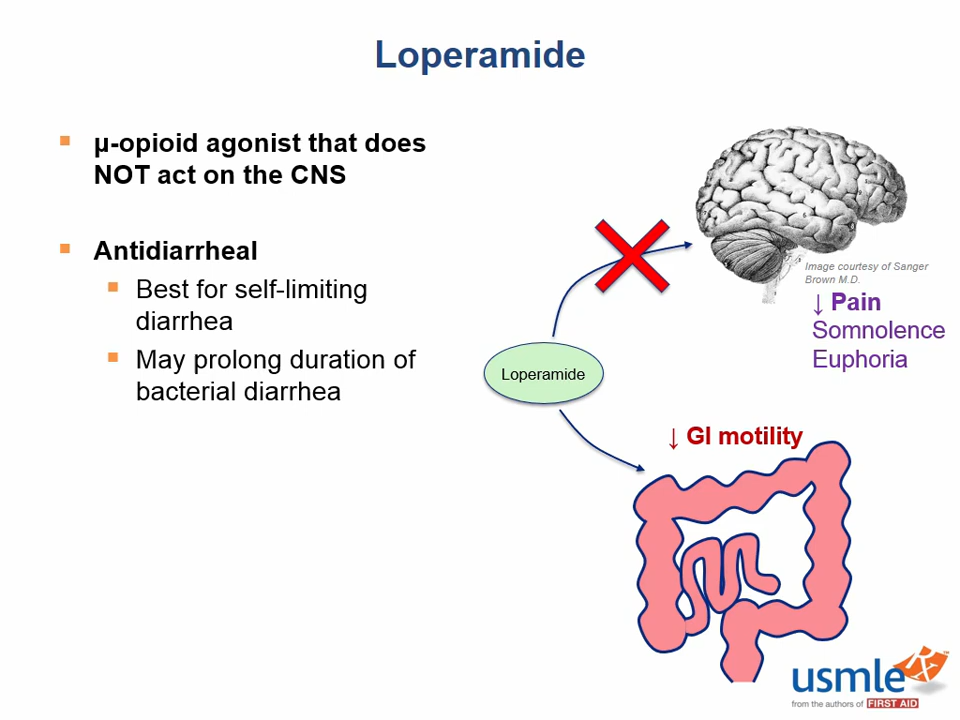 Loperamide
µ-opioid agonist that does
NOT act on the CNS
Antidiarrheal
Best for self-limiting
diarrhea
May prolong duration of
bacterial diarrhea
Image courtesy of Sanger
Brown M.D.
↓ Pain
Somnolence
Euphoria
Loperamide
↓ GI motility
usmle Rx™
from the authors of FIRST AID